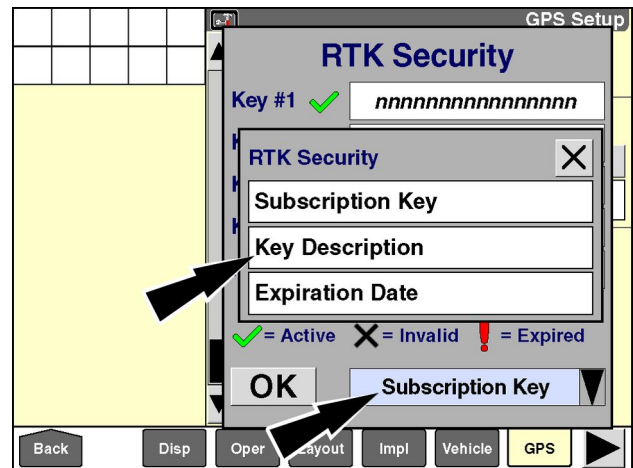 GPS Setup
RTK Security
Key #1 nnnnnnnnnnnnnnnn
RTK Security
Subscription Key
Key Description
Expiration Date
= Active = Invalid = Expired
OK Subscription Key
Back Disp Oper Layout Impl Vehicle GPS